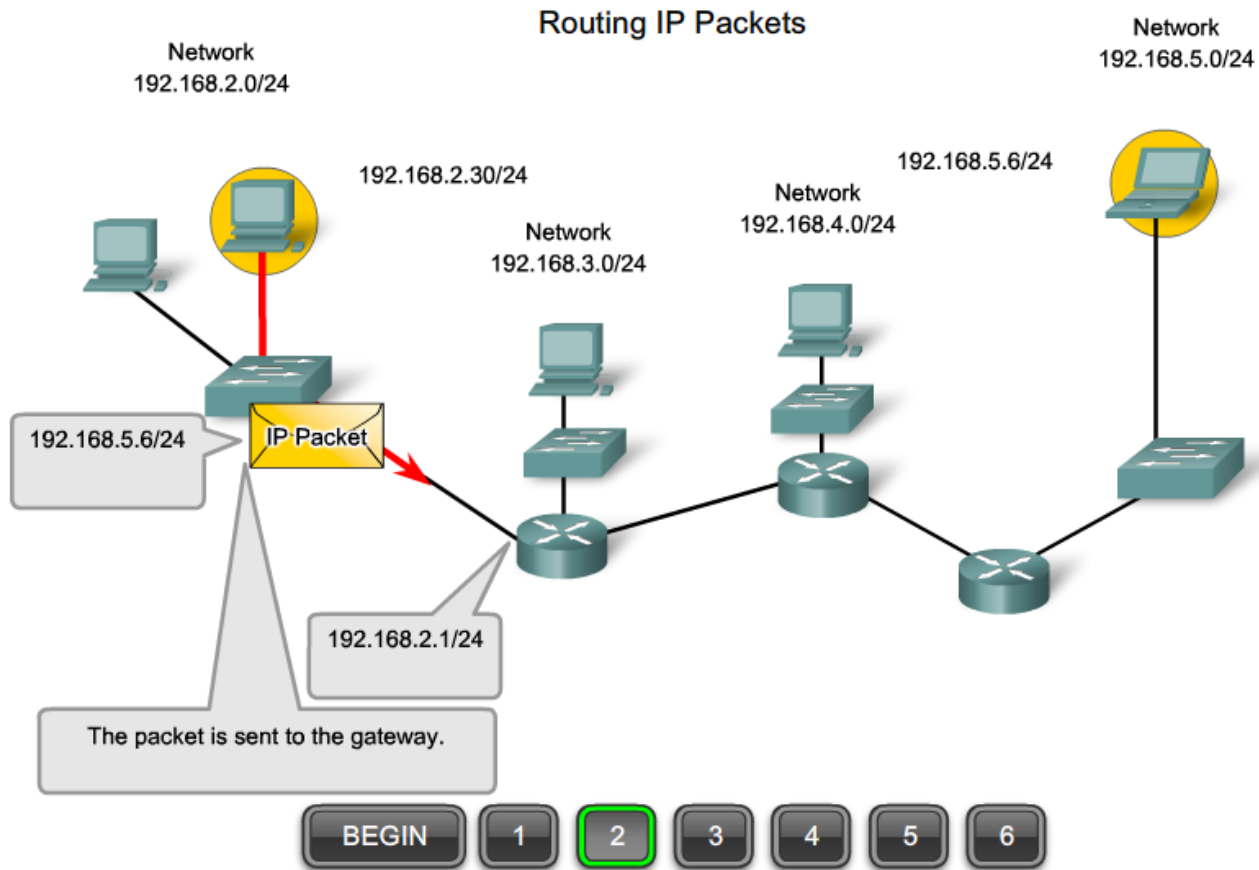 Routing IP Packets
Network
192.168.2.0/24
Network
192.168.5.0/24
192.168.2.30/24
192.168.5.6/24
Network
192.168.4.0/24
Network
192.168.3.0/24
192.168.5.6/24
IP Packet
192.168.2.1/24
The packet is sent to the gateway.
BEGIN 1 2 3 4 5 6